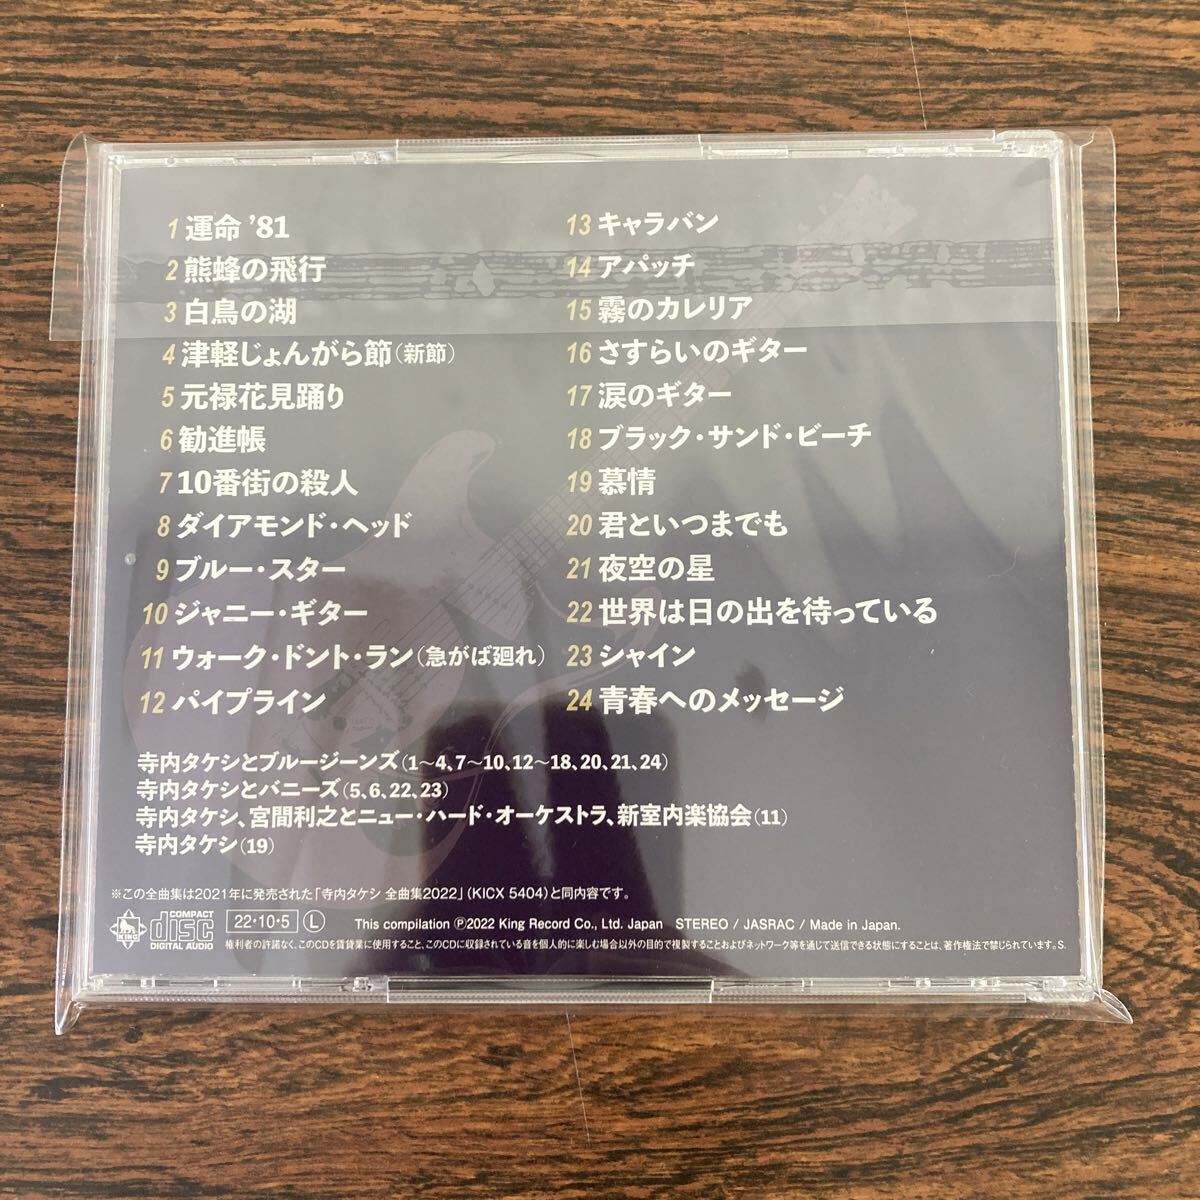 1 運命 '81
2 熊蜂の飛行
3 白鳥の湖
4 津軽じょんがら節(新節)
5 元禄花見踊り
6 勧進帳
7 10番街の殺人
8 ダイアモンド・ヘッド
9 ブルー・スター
10 ジャニー・ギター
11 ウォーク・ドント・ラン(急がば廻れ)
12 パイプライン
13 キャラバン
14 アパッチ
15 霧のカレリア
16 さすらいのギター
17 涙のギター
18 ブラック・サンド・ビーチ
19 慕情
20 君といつまでも
21 夜空の星
22 世界は日の出を待っている
23 シャイン
24 青春へのメッセージ
寺内タケシとブルージーンズ(1〜4、7〜10、12〜18、20、21、24)
寺内タケシとバニーズ(5、6、22、23)
寺内タケシ、宮間利之とニュー・ハード・オーケストラ、新室内楽協会(11)
寺内タケシ(19)
※この全曲集は2021年に発売された「寺内タケシ 全曲集2022」(KICX 5404)と同内容です。
KING COMPACT disc DIGITAL AUDIO 22・10・5 Ⓛ This compilation Ⓟ2022 King Record Co., Ltd. Japan STEREO / JASRAC / Made in Japan.
権利者の許諾なく、このCDを賃貸業に使用すること、このCDに収録されている音を個人的に楽しむ場合以外の目的で複製することおよびネットワーク等を通じて送信できる状態にすることは、著作権法で禁じられています。S.